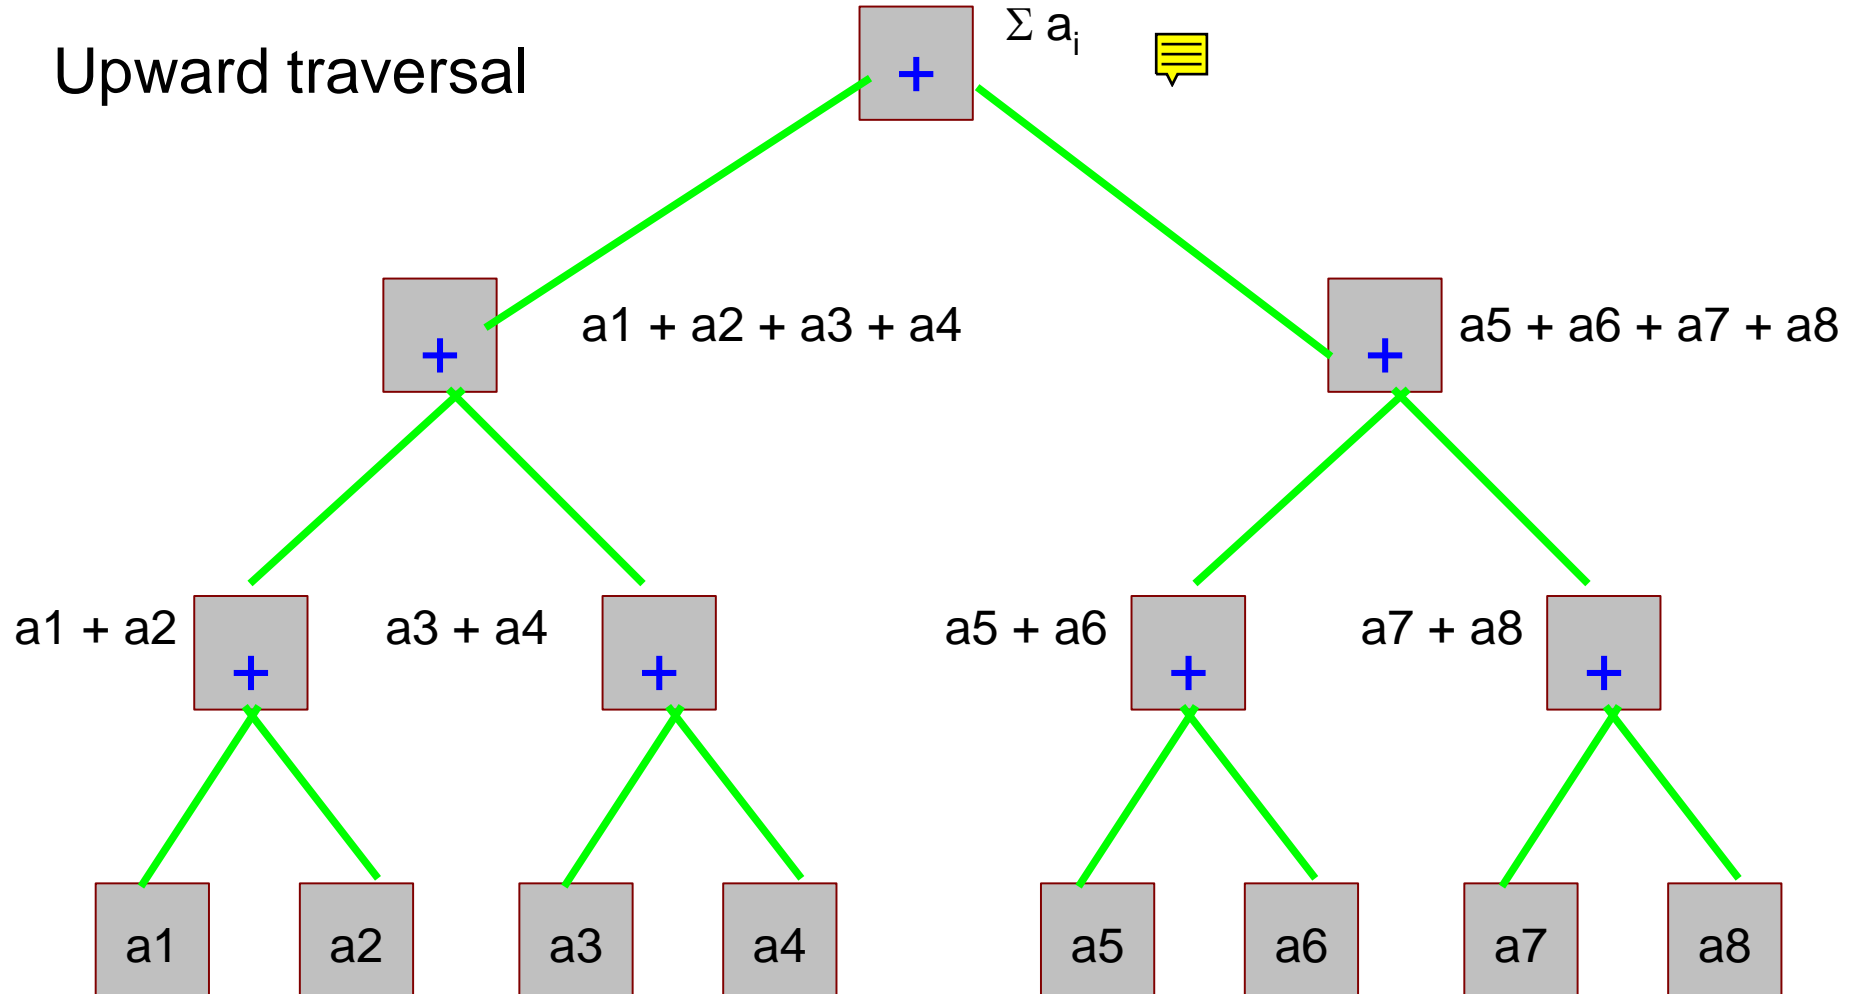 Upward traversal
Σ aᵢ
+
a1 + a2 + a3 + a4
a5 + a6 + a7 + a8
+
+
a1 + a2
a3 + a4
a5 + a6
a7 + a8
+
+
+
+
a1
a2
a3
a4
a5
a6
a7
a8